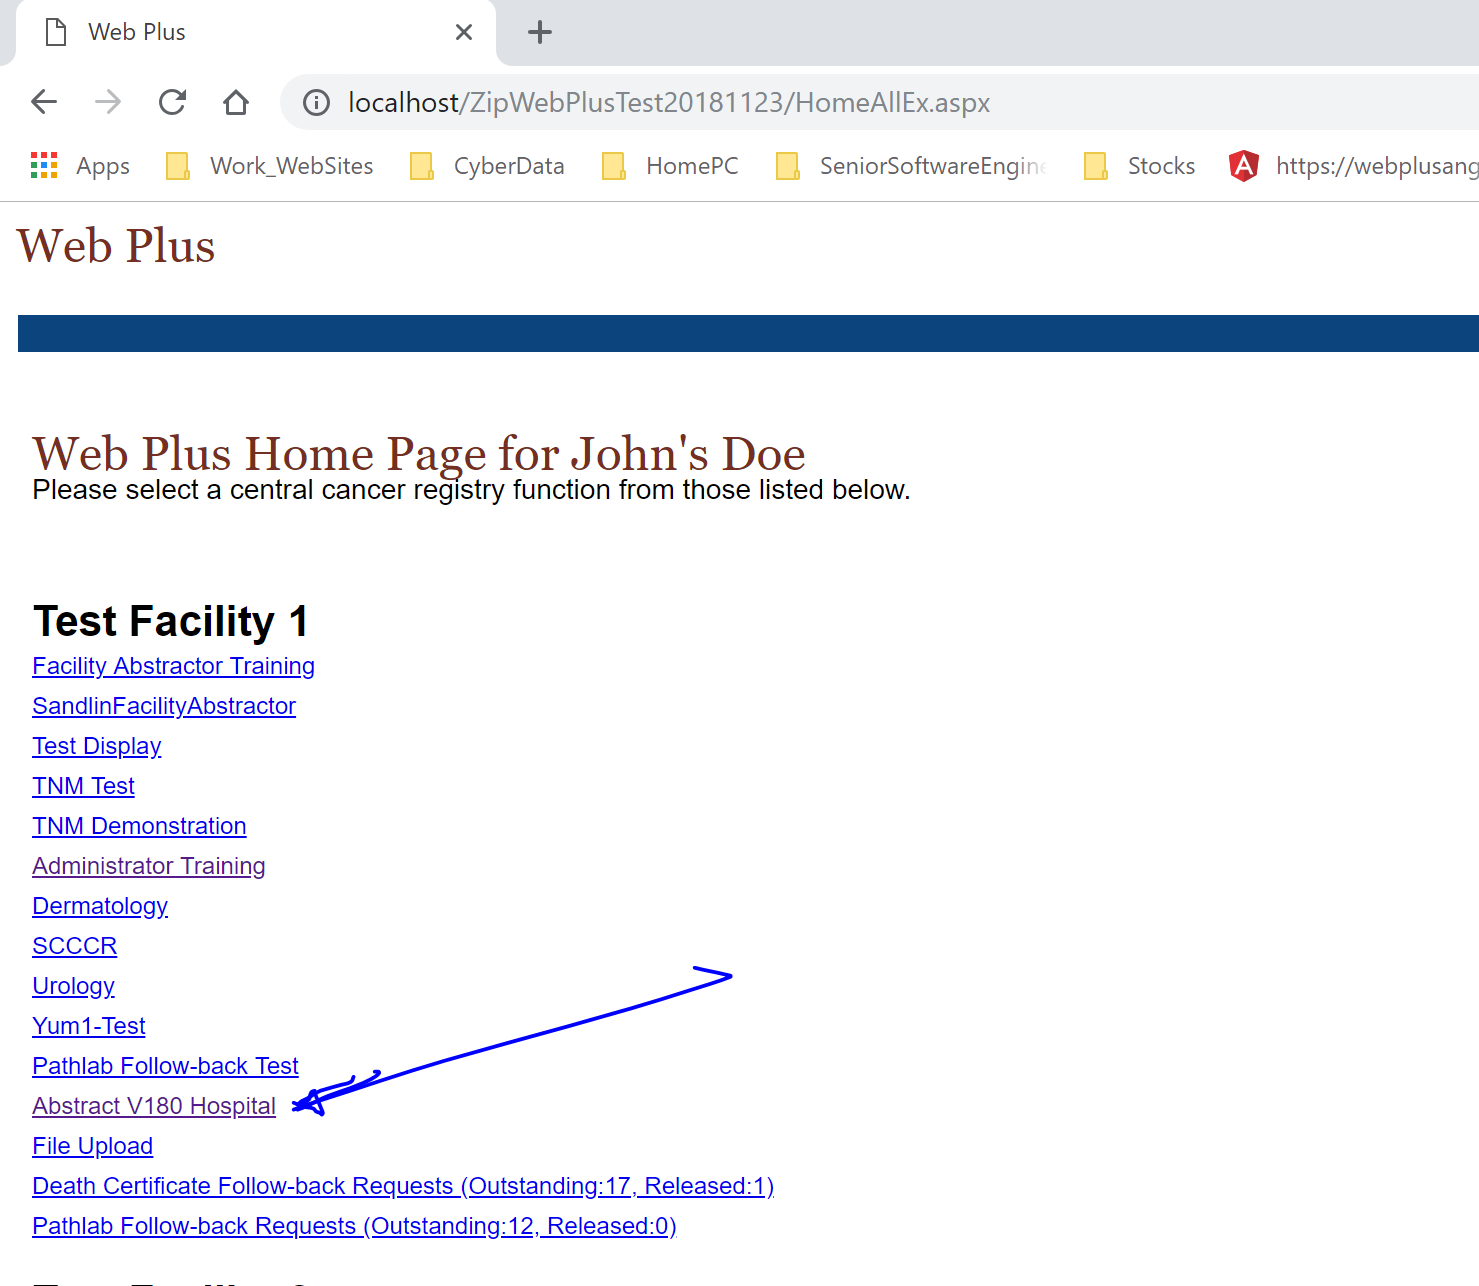 Web Plus
localhost/ZipWebPlusTest20181123/HomeAllEx.aspx
Apps Work_WebSites CyberData HomePC SeniorSoftwareEngine Stocks https://webplusang
Web Plus
Web Plus Home Page for John's Doe
Please select a central cancer registry function from those listed below.
Test Facility 1
Facility Abstractor Training
SandlinFacilityAbstractor
Test Display
TNM Test
TNM Demonstration
Administrator Training
Dermatology
SCCCR
Urology
Yum1-Test
Pathlab Follow-back Test
Abstract V180 Hospital
File Upload
Death Certificate Follow-back Requests (Outstanding:17, Released:1)
Pathlab Follow-back Requests (Outstanding:12, Released:0)